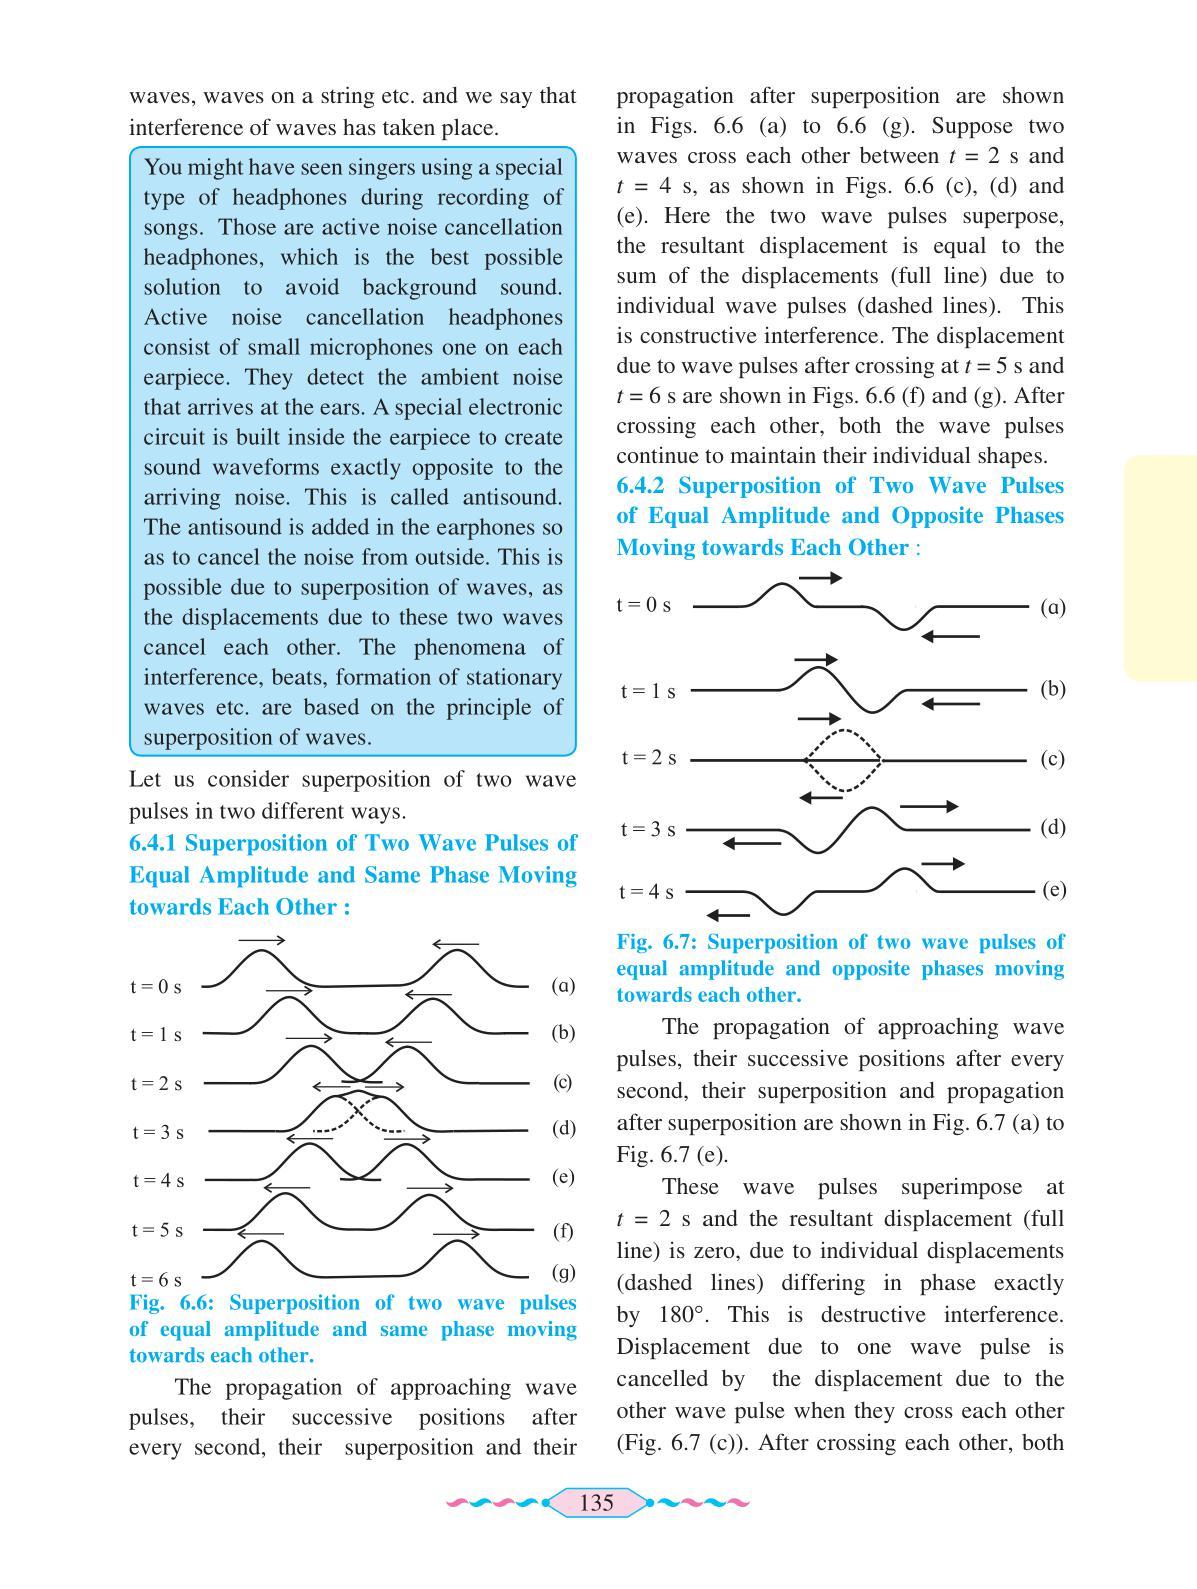 waves, waves on a string etc. and we say that
interference of waves has taken place.
You might have seen singers using a special
type of headphones during recording of
songs. Those are active noise cancellation
headphones, which is the best possible
solution to avoid background sound.
Active noise cancellation headphones
consist of small microphones one on each
earpiece. They detect the ambient noise
that arrives at the ears. A special electronic
circuit is built inside the earpiece to create
sound waveforms exactly opposite to the
arriving noise. This is called antisound.
The antisound is added in the earphones so
as to cancel the noise from outside. This is
possible due to superposition of waves, as
the displacements due to these two waves
cancel each other. The phenomena of
interference, beats, formation of stationary
waves etc. are based on the principle of
superposition of waves.
Let us consider superposition of two wave
pulses in two different ways.
6.4.1 Superposition of Two Wave Pulses of
Equal Amplitude and Same Phase Moving
towards Each Other :
t = 0 s (a)
t = 1 s (b)
t = 2 s (c)
t = 3 s (d)
t = 4 s (e)
t = 5 s (f)
t = 6 s (g)
Fig. 6.6: Superposition of two wave pulses
of equal amplitude and same phase moving
towards each other.
The propagation of approaching wave
pulses, their successive positions after
every second, their superposition and their
propagation after superposition are shown
in Figs. 6.6 (a) to 6.6 (g). Suppose two
waves cross each other between t = 2 s and
t = 4 s, as shown in Figs. 6.6 (c), (d) and
(e). Here the two wave pulses superpose,
the resultant displacement is equal to the
sum of the displacements (full line) due to
individual wave pulses (dashed lines). This
is constructive interference. The displacement
due to wave pulses after crossing at t = 5 s and
t = 6 s are shown in Figs. 6.6 (f) and (g). After
crossing each other, both the wave pulses
continue to maintain their individual shapes.
6.4.2 Superposition of Two Wave Pulses
of Equal Amplitude and Opposite Phases
Moving towards Each Other :
t = 0 s (a)
t = 1 s (b)
t = 2 s (c)
t = 3 s (d)
t = 4 s (e)
Fig. 6.7: Superposition of two wave pulses of
equal amplitude and opposite phases moving
towards each other.
The propagation of approaching wave
pulses, their successive positions after every
second, their superposition and propagation
after superposition are shown in Fig. 6.7 (a) to
Fig. 6.7 (e).
These wave pulses superimpose at
t = 2 s and the resultant displacement (full
line) is zero, due to individual displacements
(dashed lines) differing in phase exactly
by 180°. This is destructive interference.
Displacement due to one wave pulse is
cancelled by the displacement due to the
other wave pulse when they cross each other
(Fig. 6.7 (c)). After crossing each other, both
135